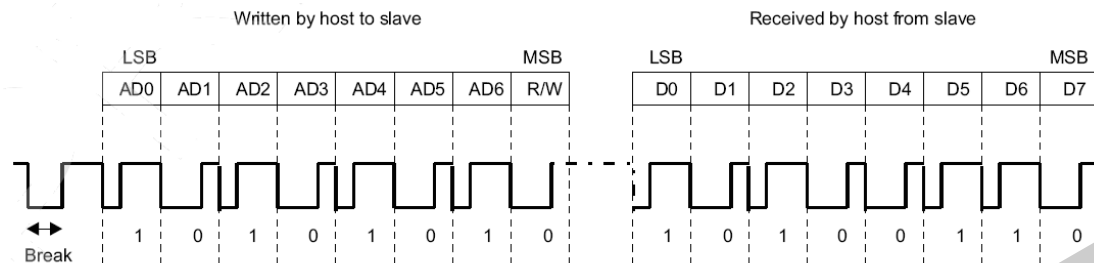 Written by host to slave Received by host from slave
LSB MSB LSB MSB
AD0 AD1 AD2 AD3 AD4 AD5 AD6 R/W D0 D1 D2 D3 D4 D5 D6 D7
1 0 1 0 1 0 1 0 1 0 1 0 0 1 1 0
Break